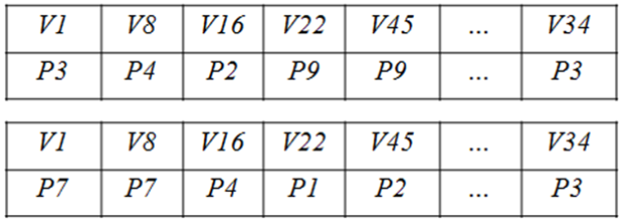 V1 V8 V16 V22 V45 ... V34
P3 P4 P2 P9 P9 ... P3
V1 V8 V16 V22 V45 ... V34
P7 P7 P4 P1 P2 ... P3